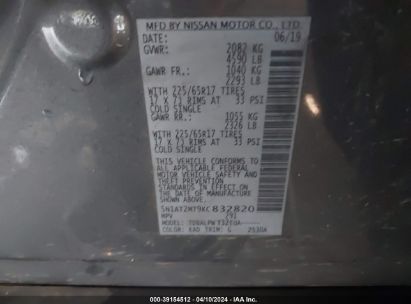 MFD BY NISSAN MOTOR CO., LTD.
DATE: 06/19
GVWR: 2082 KG
4590 LB
GAWR FR.: 1040 KG
2293 LB
WITH 225/65R17 TIRES
17 X 7J RIMS AT 33 PSI
COLD SINGLE
GAWR RR.: 1055 KG
2326 LB
WITH 225/65R17 TIRES
17 X 7J RIMS AT 33 PSI
COLD SINGLE
THIS VEHICLE CONFORMS TO
ALL APPLICABLE FEDERAL
MOTOR VEHICLE SAFETY AND
THEFT PREVENTION
STANDARDS IN EFFECT ON
THE DATE OF MANUFACTURE
SHOWN ABOVE.
5N1AT2MT9KC832820
MPV
MODEL:
COLOR: KAD TRIM: G 2530A
000-39154512 - 04/10/2024 - IAAI.com